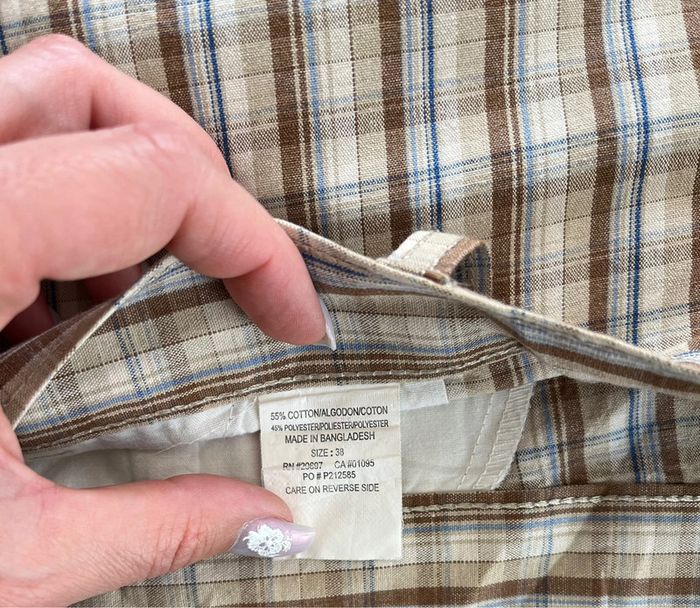 55% COTTON/ALGODON/COTON
45% POLYESTER/POLIESTER/POLYESTER
MADE IN BANGLADESH
SIZE : 38
RN #20697 CA #01095
PO # P212585
CARE ON REVERSE SIDE